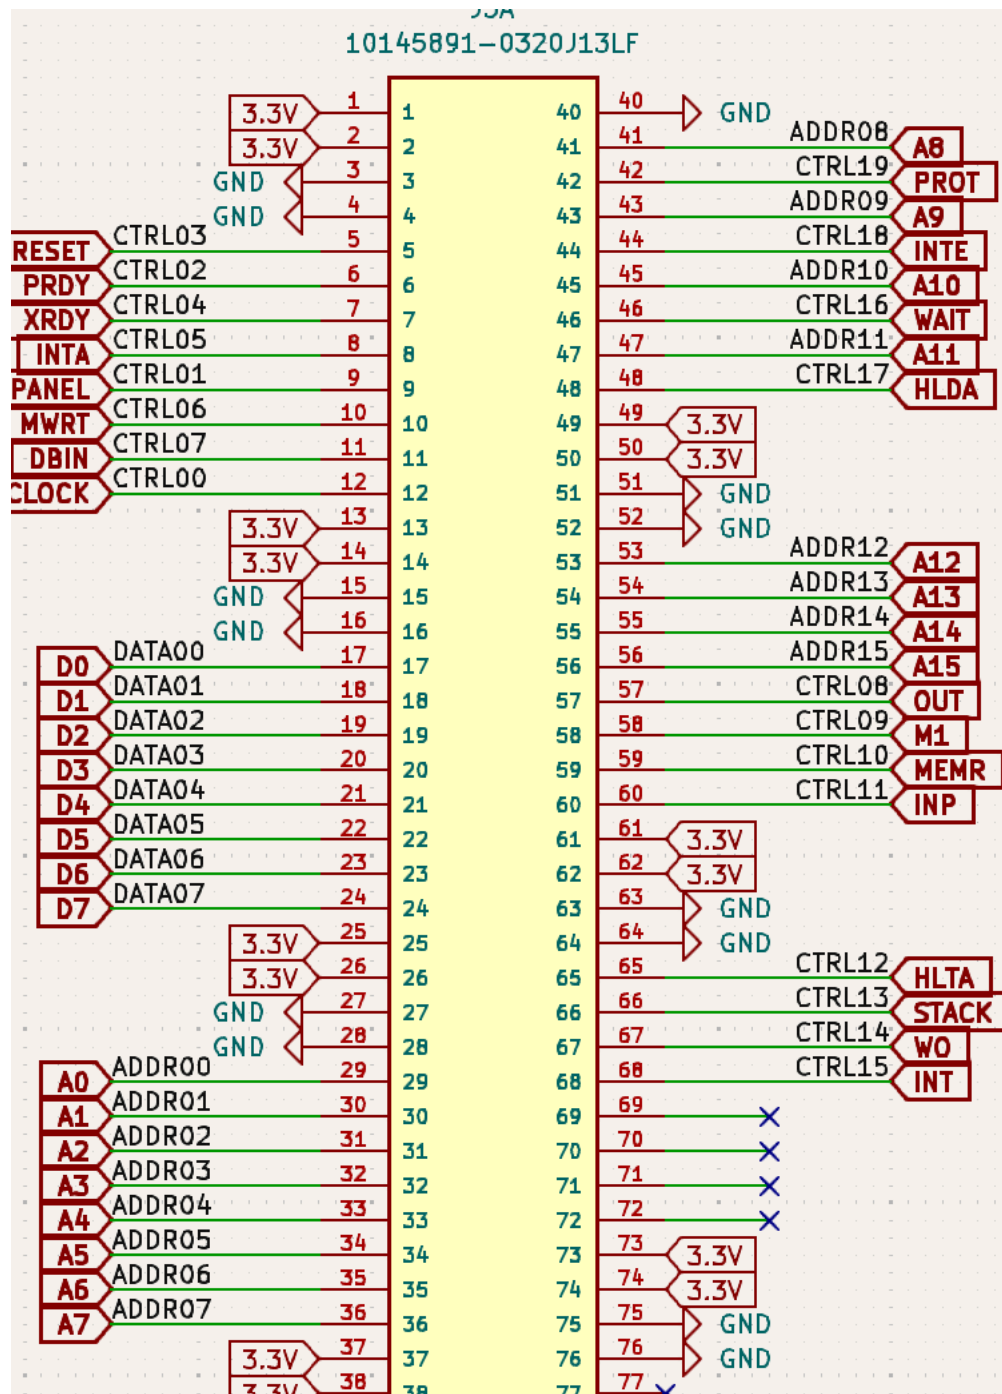 J3A
10145891-0320J13LF
3.3V 1 1 40 40 GND
3.3V 2 2 41 41 ADDR08 A8
GND 3 3 42 42 CTRL19 PROT
GND 4 4 43 43 ADDR09 A9
RESET CTRL03 5 5 44 44 CTRL18 INTE
PRDY CTRL02 6 6 45 45 ADDR10 A10
XRDY CTRL04 7 7 46 46 CTRL16 WAIT
INTA CTRL05 8 8 47 47 ADDR11 A11
PANEL CTRL01 9 9 48 48 CTRL17 HLDA
MWRT CTRL06 10 10 49 49 3.3V
DBIN CTRL07 11 11 50 50 3.3V
CLOCK CTRL00 12 12 51 51 GND
3.3V 13 13 52 52 GND
3.3V 14 14 53 53 ADDR12 A12
GND 15 15 54 54 ADDR13 A13
GND 16 16 55 55 ADDR14 A14
D0 DATA00 17 17 56 56 ADDR15 A15
D1 DATA01 18 18 57 57 CTRL08 OUT
D2 DATA02 19 19 58 58 CTRL09 M1
D3 DATA03 20 20 59 59 CTRL10 MEMR
D4 DATA04 21 21 60 60 CTRL11 INP
D5 DATA05 22 22 61 61 3.3V
D6 DATA06 23 23 62 62 3.3V
D7 DATA07 24 24 63 63 GND
3.3V 25 25 64 64 GND
3.3V 26 26 65 65 CTRL12 HLTA
GND 27 27 66 66 CTRL13 STACK
GND 28 28 67 67 CTRL14 WO
A0 ADDR00 29 29 68 68 CTRL15 INT
A1 ADDR01 30 30 69 69
A2 ADDR02 31 31 70 70
A3 ADDR03 32 32 71 71
A4 ADDR04 33 33 72 72
A5 ADDR05 34 34 73 73 3.3V
A6 ADDR06 35 35 74 74 3.3V
A7 ADDR07 36 36 75 75 GND
3.3V 37 37 76 76 GND
3.3V 38 38 77 77